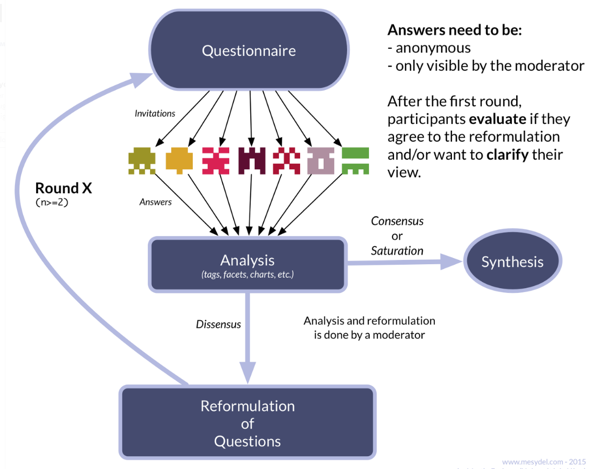 Questionnaire
Answers need to be:
- anonymous
- only visible by the moderator
After the first round,
participants evaluate if they
agree to the reformulation
and/or want to clarify their
view.
Invitations
Round X
(n>=2)
Answers
Analysis
(tags, facets, charts, etc.)
Consensus
or
Saturation
Synthesis
Dissensus
Analysis and reformulation
is done by a moderator
Reformulation
of
Questions
www.mesydel.com - 2015